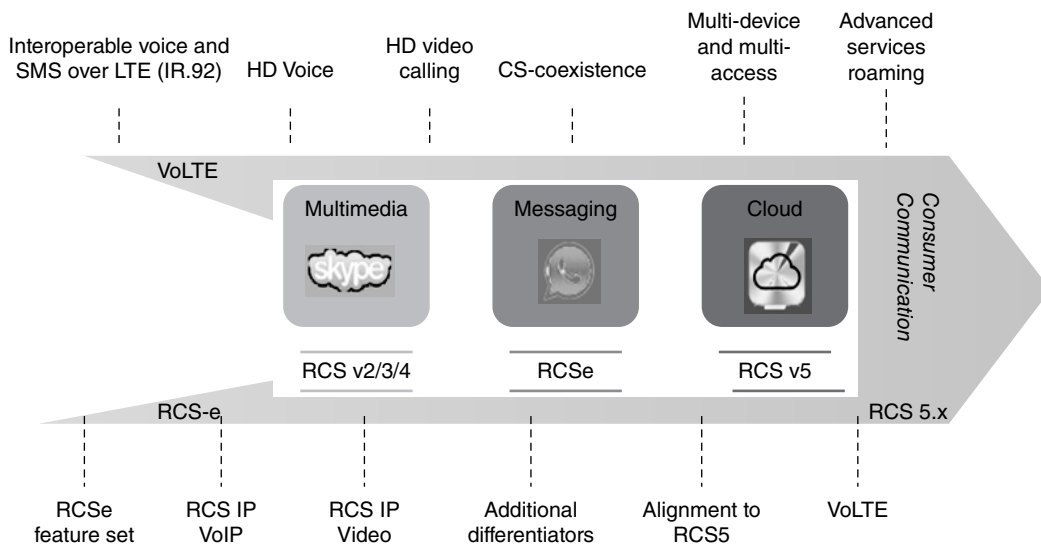 Interoperable voice and
SMS over LTE (IR.92)
HD Voice
HD video
calling
CS-coexistence
Multi-device
and multi-
access
Advanced
services
roaming
VoLTE
Multimedia
skype
Messaging
Cloud
Consumer
Communication
RCS v2/3/4
RCSe
RCS v5
RCS-e
RCS 5.x
RCSe
feature set
RCS IP
VoIP
RCS IP
Video
Additional
differentiators
Alignment to
RCS5
VoLTE